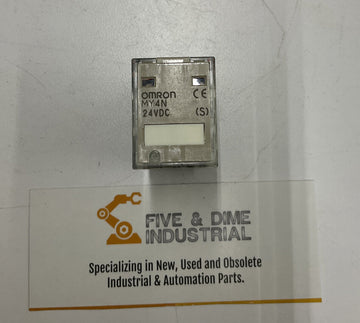 OMRON CE
MY4N
24VDC (S)
FIVE & DIME
INDUSTRIAL
Specializing in New, Used and Obsolete
Industrial & Automation Parts.